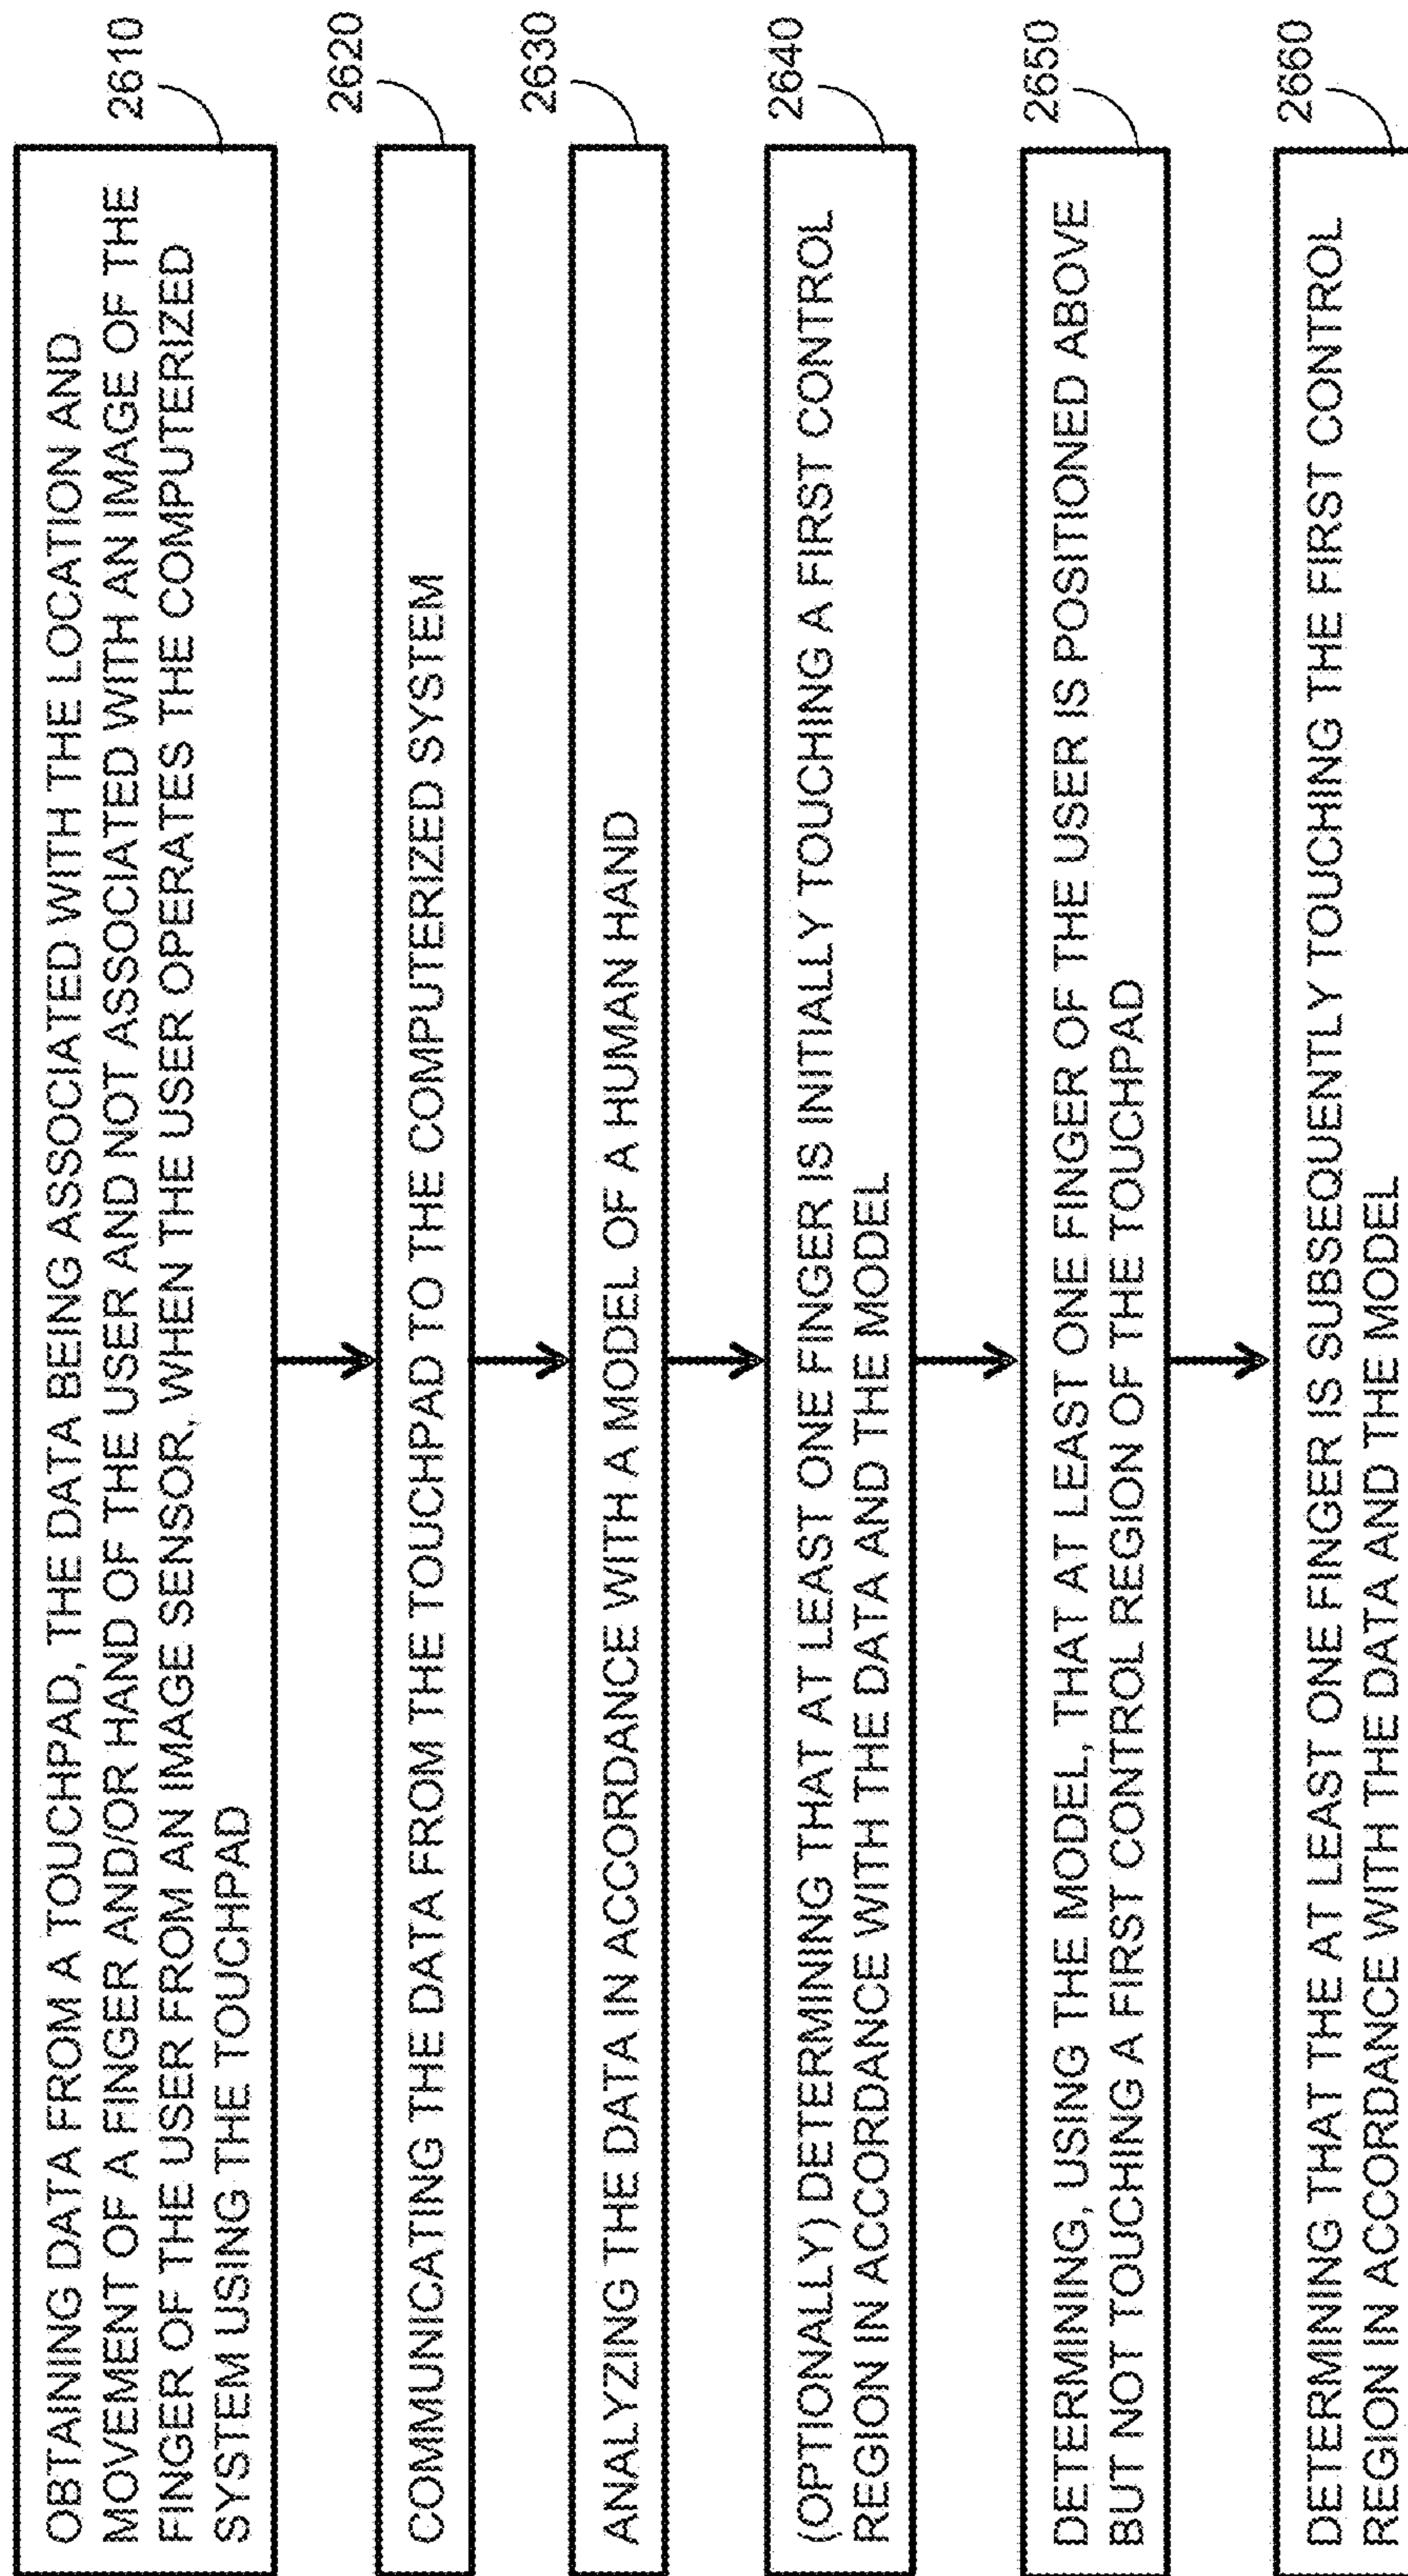 OBTAINING DATA FROM A TOUCHPAD, THE DATA BEING ASSOCIATED WITH THE LOCATION AND
MOVEMENT OF A FINGER AND/OR HAND OF THE USER AND NOT ASSOCIATED WITH AN IMAGE OF THE
FINGER OF THE USER FROM AN IMAGE SENSOR, WHEN THE USER OPERATES THE COMPUTERIZED
SYSTEM USING THE TOUCHPAD
2610
COMMUNICATING THE DATA FROM THE TOUCHPAD TO THE COMPUTERIZED SYSTEM
2620
ANALYZING THE DATA IN ACCORDANCE WITH A MODEL OF A HUMAN HAND
2630
(OPTIONALLY) DETERMINING THAT AT LEAST ONE FINGER IS INITIALLY TOUCHING A FIRST CONTROL
REGION IN ACCORDANCE WITH THE DATA AND THE MODEL
2640
DETERMINING, USING THE MODEL, THAT AT LEAST ONE FINGER OF THE USER IS POSITIONED ABOVE
BUT NOT TOUCHING A FIRST CONTROL REGION OF THE TOUCHPAD
2650
DETERMINING THAT THE AT LEAST ONE FINGER IS SUBSEQUENTLY TOUCHING THE FIRST CONTROL
REGION IN ACCORDANCE WITH THE DATA AND THE MODEL
2660